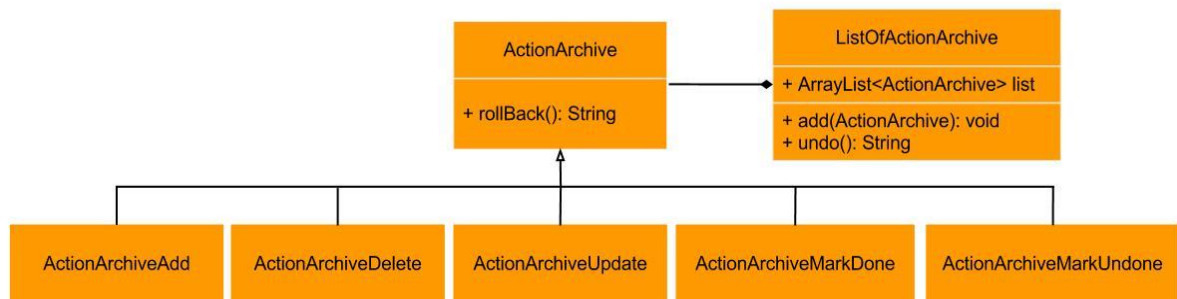 ActionArchive
+ rollBack(): String
ListOfActionArchive
+ ArrayList<ActionArchive> list
+ add(ActionArchive): void
+ undo(): String
ActionArchiveAdd
ActionArchiveDelete
ActionArchiveUpdate
ActionArchiveMarkDone
ActionArchiveMarkUndone